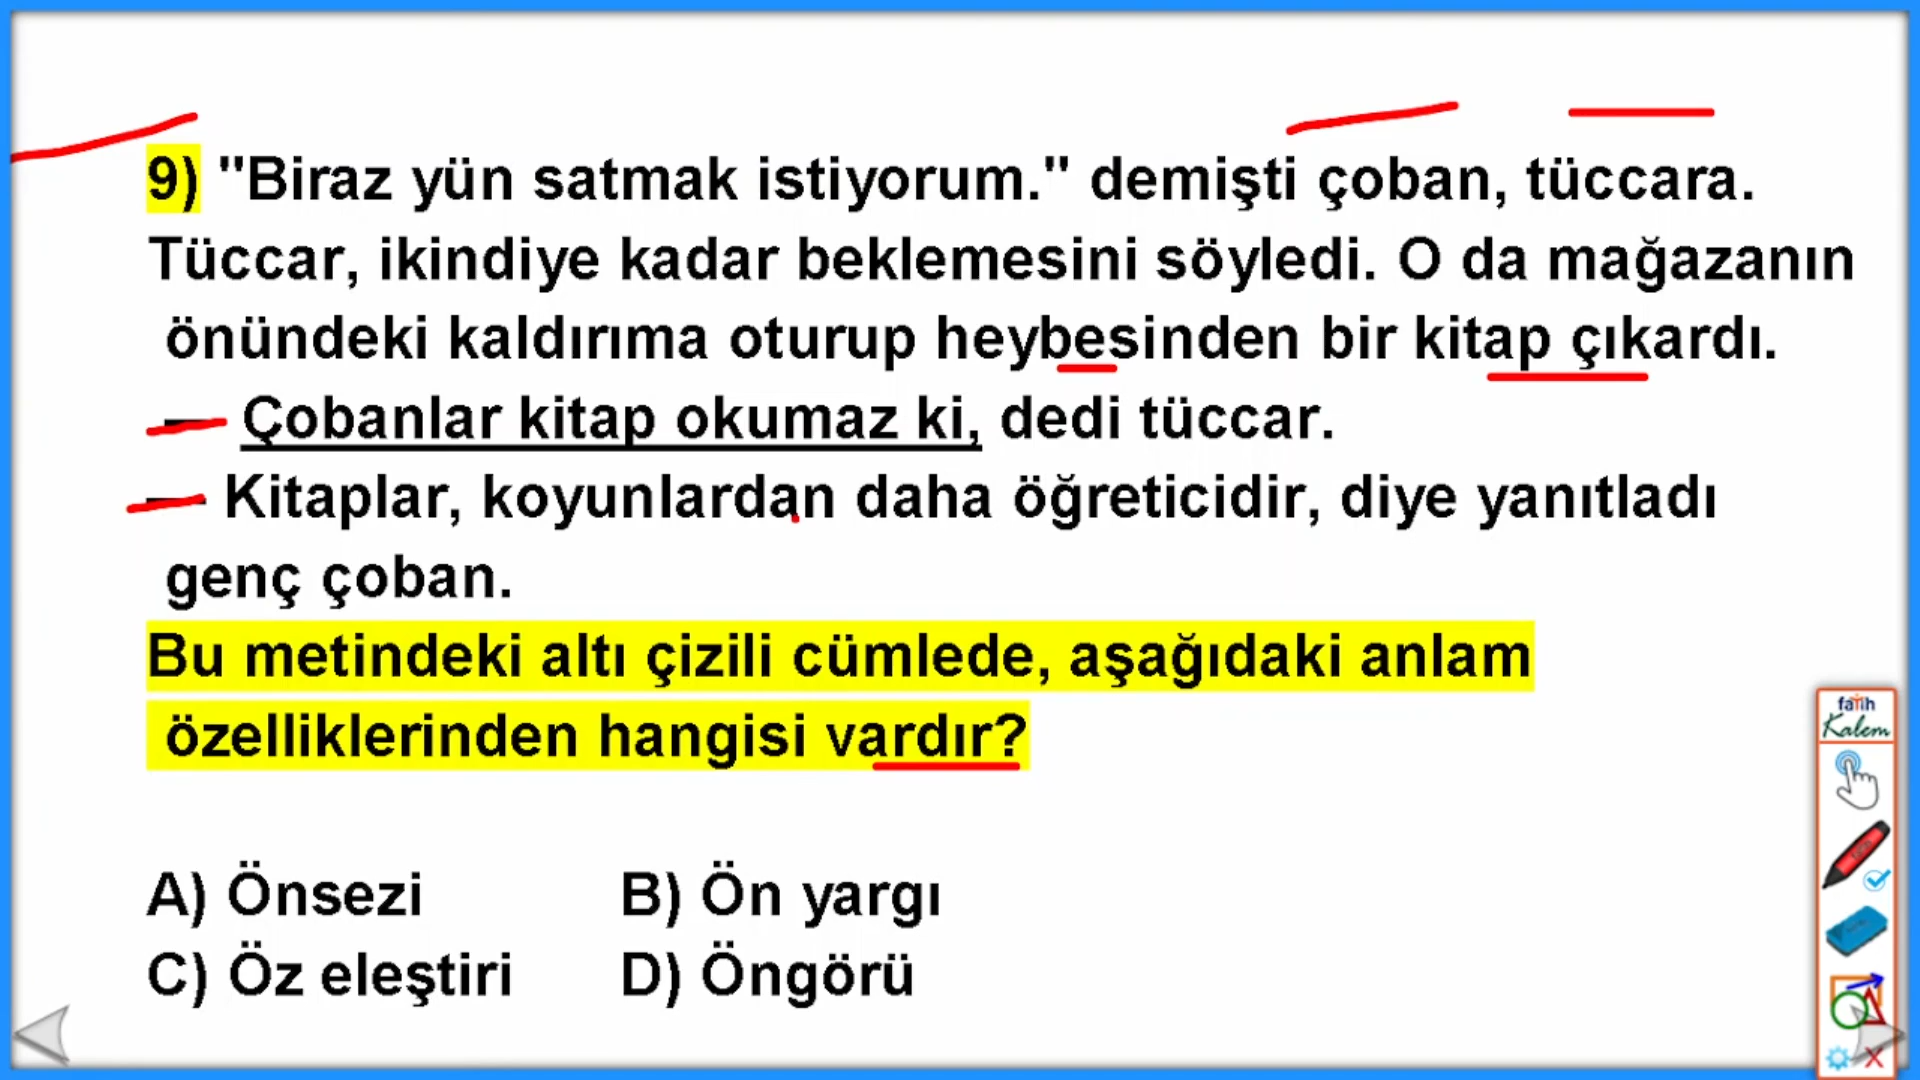 9) "Biraz yün satmak istiyorum." demişti çoban, tüccara.
Tüccar, ikindiye kadar beklemesini söyledi. O da mağazanın
önündeki kaldırıma oturup heybesinden bir kitap çıkardı.
— Çobanlar kitap okumaz ki, dedi tüccar.
— Kitaplar, koyunlardan daha öğreticidir, diye yanıtladı
genç çoban.
Bu metindeki altı çizili cümlede, aşağıdaki anlam
özelliklerinden hangisi vardır?
A) Önsezi B) Ön yargı
C) Öz eleştiri D) Öngörü
fatih
Kalem